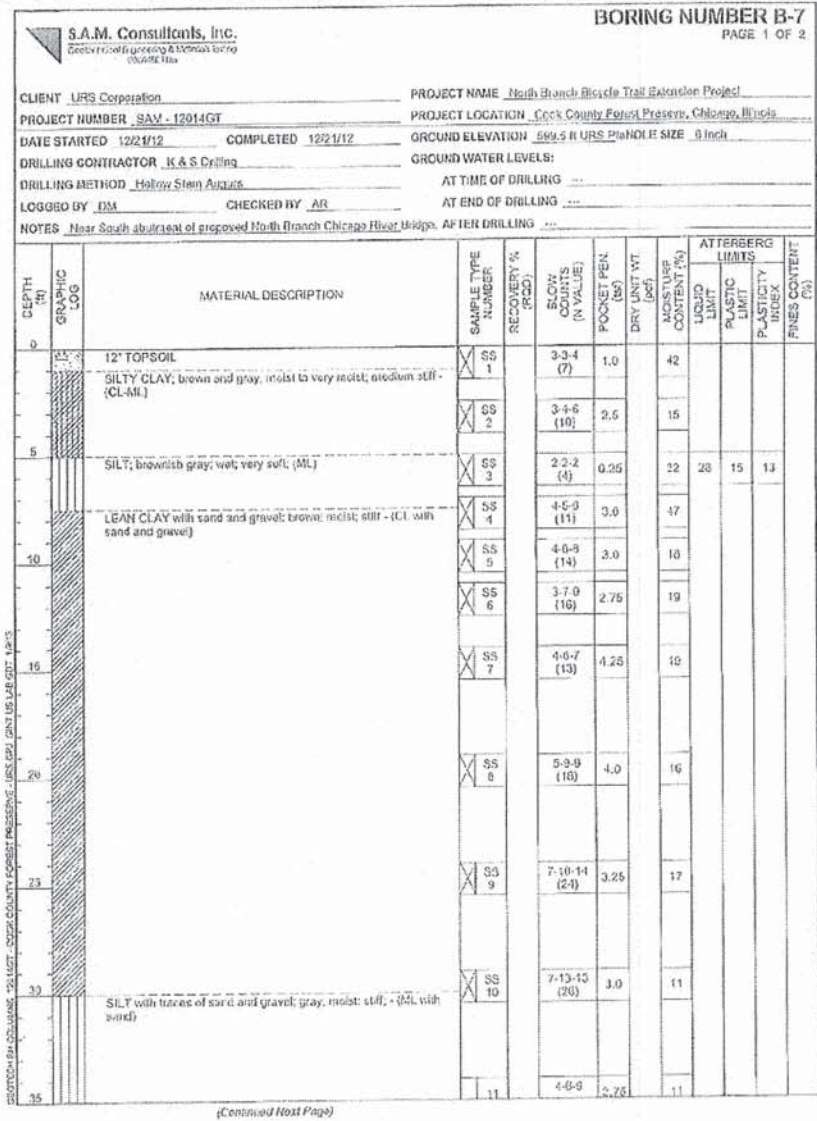 S.A.M. Consultants, Inc.
BORING NUMBER B-7
PAGE 1 OF 2
CLIENT URS Corporation
PROJECT NAME North Branch Bicycle Trail Extension Project
PROJECT NUMBER SAM - 12014GT
PROJECT LOCATION Cook County Forest Preserve, Chicago, Illinois
DATE STARTED 12/21/12 COMPLETED 12/21/12
GROUND ELEVATION 599.5 ft URS Pla HOLE SIZE 8 inch
DRILLING CONTRACTOR K & S Drilling
GROUND WATER LEVELS:
DRILLING METHOD Hollow Stem Augurs
AT TIME OF DRILLING ---
LOGGED BY DM CHECKED BY AR
AT END OF DRILLING ---
NOTES Near South abutment of proposed North Branch Chicago River Bridge.
AFTER DRILLING ---
DEPTH (ft)
GRAPHIC LOG
MATERIAL DESCRIPTION
SAMPLE TYPE NUMBER
RECOVERY % (RQD)
BLOW COUNTS (N VALUE)
POCKET PEN. (tsf)
DRY UNIT WT. (pcf)
MOISTURE CONTENT (%)
ATTERBERG LIMITS
LIQUID LIMIT
PLASTIC LIMIT
PLASTICITY INDEX
FINES CONTENT (%)
0
12" TOPSOIL
SS 1 3-3-4 (7) 1.0 42
SILTY CLAY; brown and gray, moist to very moist; medium stiff -
(CL-ML)
SS 2 3-4-6 (10) 2.5 15
5
SILT; brownish gray; wet; very soft; (ML)
SS 3 2-2-2 (4) 0.25 22 28 15 13
LEAN CLAY with sand and gravel; brown; moist; stiff - (CL with
sand and gravel)
SS 4 (11) 3.0
10
SS 5 4-6-8 (14) 3.0 18
SS 6 3-7-9 (16) 2.75 19
15
SS 7 4-6-7 (13) 4.25 19
20
SS 8 5-9-9 (18) 4.0 16
25
SS 9 7-10-14 (24) 3.25 17
30
SS 10 7-13-13 (26) 3.0 11
SILT with traces of sand and gravel; gray, moist; stiff; - (ML with
sand)
35
11 2.75 11
(Continued Next Page)